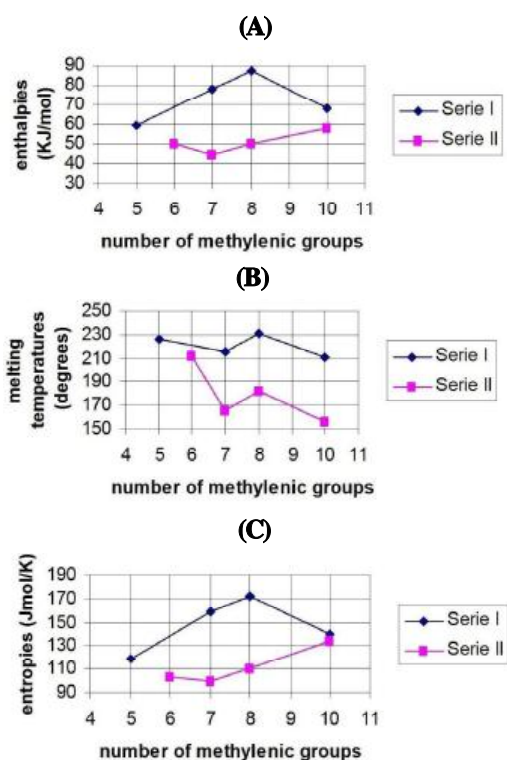 (A)
90
80
70
60
50
40
30
enthalpies
(KJ/mol)
4 5 6 7 8 9 10 11
number of methylenic groups
Serie I
Serie II
(B)
250
230
210
190
170
150
melting
temperatures
(degrees)
4 5 6 7 8 9 10 11
number of methylenic groups
Serie I
Serie II
(C)
190
170
150
130
110
90
entropies (Jmol/K)
4 5 6 7 8 9 10 11
number of methylenic groups
Serie I
Serie II